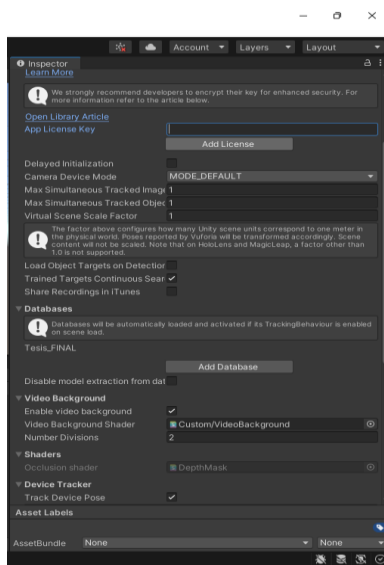 Account
Layers
Layout
Inspector
Learn More
We strongly recommend developers to encrypt their key for enhanced security. For
more information refer to the article below.
Open Library Article
App License Key
Add License
Delayed Initialization
Camera Device Mode MODE_DEFAULT
Max Simultaneous Tracked Imag 1
Max Simultaneous Tracked Objec 1
Virtual Scene Scale Factor 1
The factor above configures how many Unity scene units correspond to one meter in
the physical world. Poses reported by Vuforia will be transformed accordingly. Scene
content will not be scaled. Note that on HoloLens and MagicLeap, a factor other than
1.0 is not supported.
Load Object Targets on Detection
Trained Targets Continuous Sear
Share Recordings in iTunes
Databases
Databases will be automatically loaded and activated if its TrackingBehaviour is enabled
on scene load.
Tesis_FINAL
Add Database
Disable model extraction from dat
Video Background
Enable video background
Video Background Shader Custom/VideoBackground
Number Divisions 2
Shaders
Occlusion shader DepthMask
Device Tracker
Track Device Pose
Asset Labels
AssetBundle None None